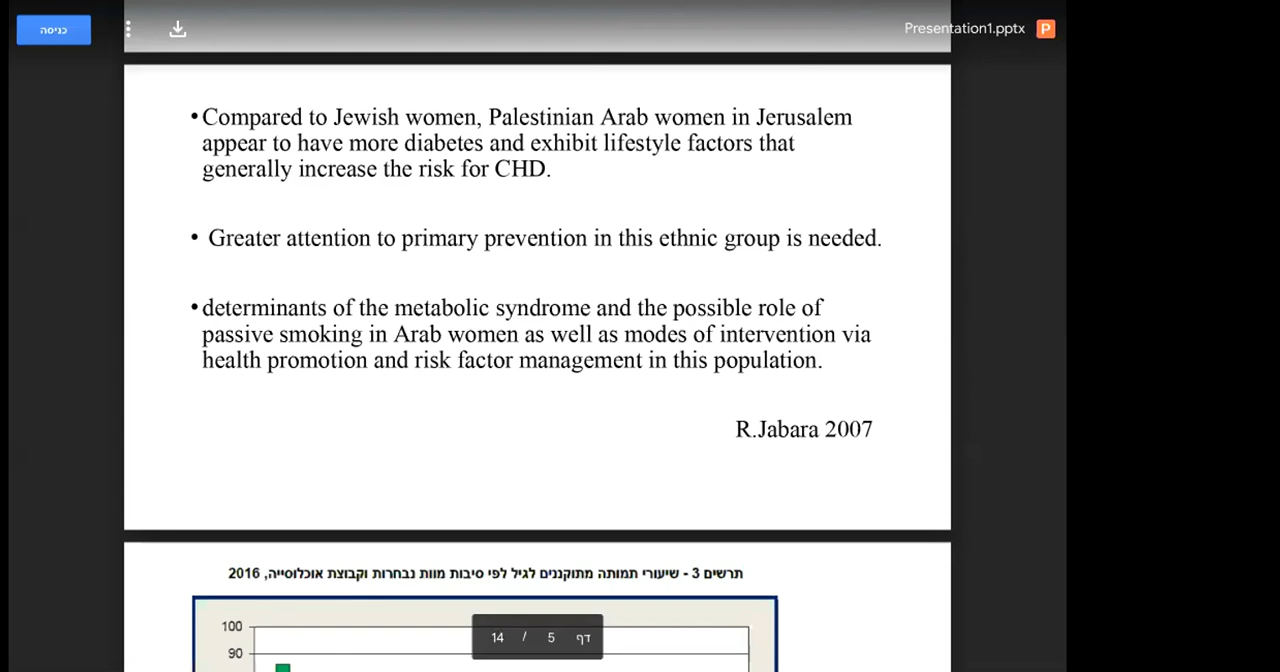 כניסה
Presentation1.pptx P
• Compared to Jewish women, Palestinian Arab women in Jerusalem
appear to have more diabetes and exhibit lifestyle factors that
generally increase the risk for CHD.
• Greater attention to primary prevention in this ethnic group is needed.
• determinants of the metabolic syndrome and the possible role of
passive smoking in Arab women as well as modes of intervention via
health promotion and risk factor management in this population.
R.Jabara 2007
תרשים 3 - שיעורי תמותה מתוקננים לגיל לפי סיבות מוות נבחרות וקבוצת אוכלוסייה, 2016
100
90
דף 5 / 14